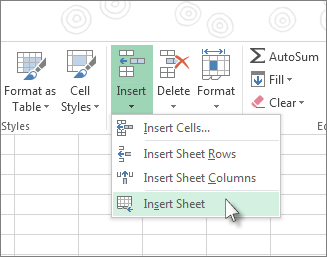 Format as
Table
Cell
Styles
Insert
Delete
Format
AutoSum
Fill
Clear
Styles
Insert Cells...
Insert Sheet Rows
Insert Sheet Columns
Insert Sheet